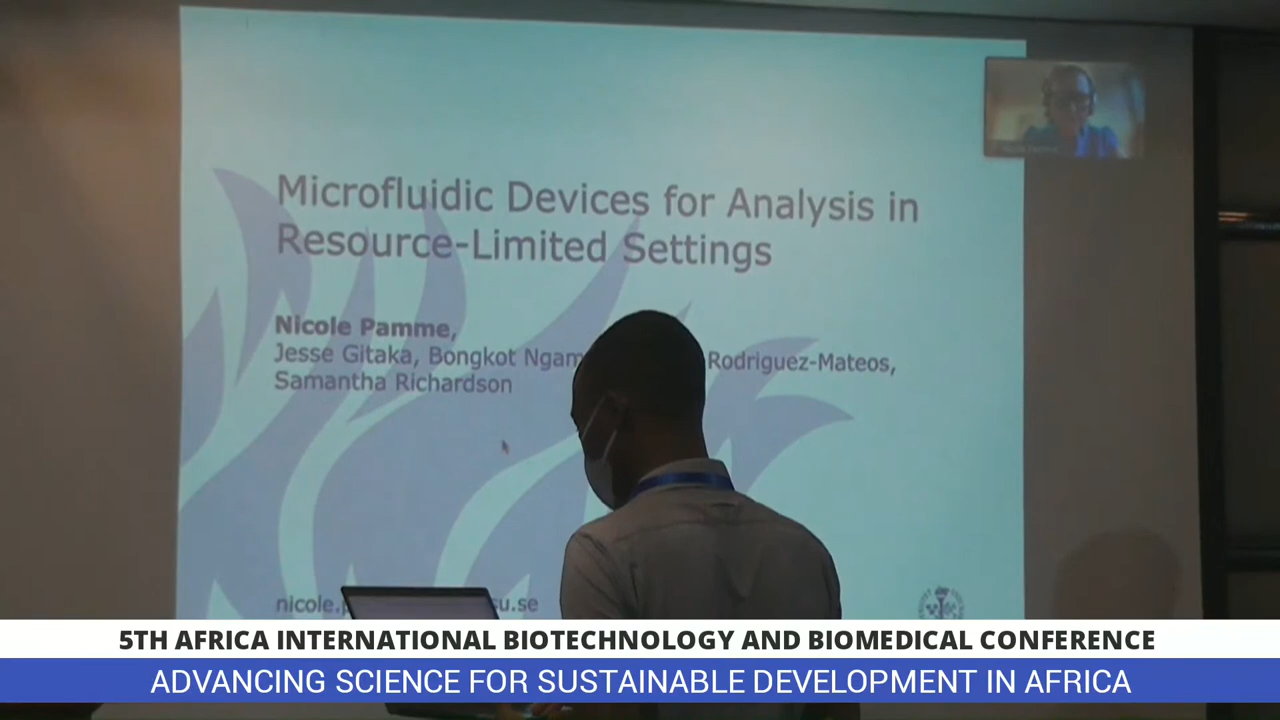 Microfluidic Devices for Analysis in
Resource-Limited Settings
Nicole Pamme,
Jesse Gitaka, Bongkot Ngam Rodriguez-Mateos,
Samantha Richardson
nicole.p su.se
5TH AFRICA INTERNATIONAL BIOTECHNOLOGY AND BIOMEDICAL CONFERENCE
ADVANCING SCIENCE FOR SUSTAINABLE DEVELOPMENT IN AFRICA